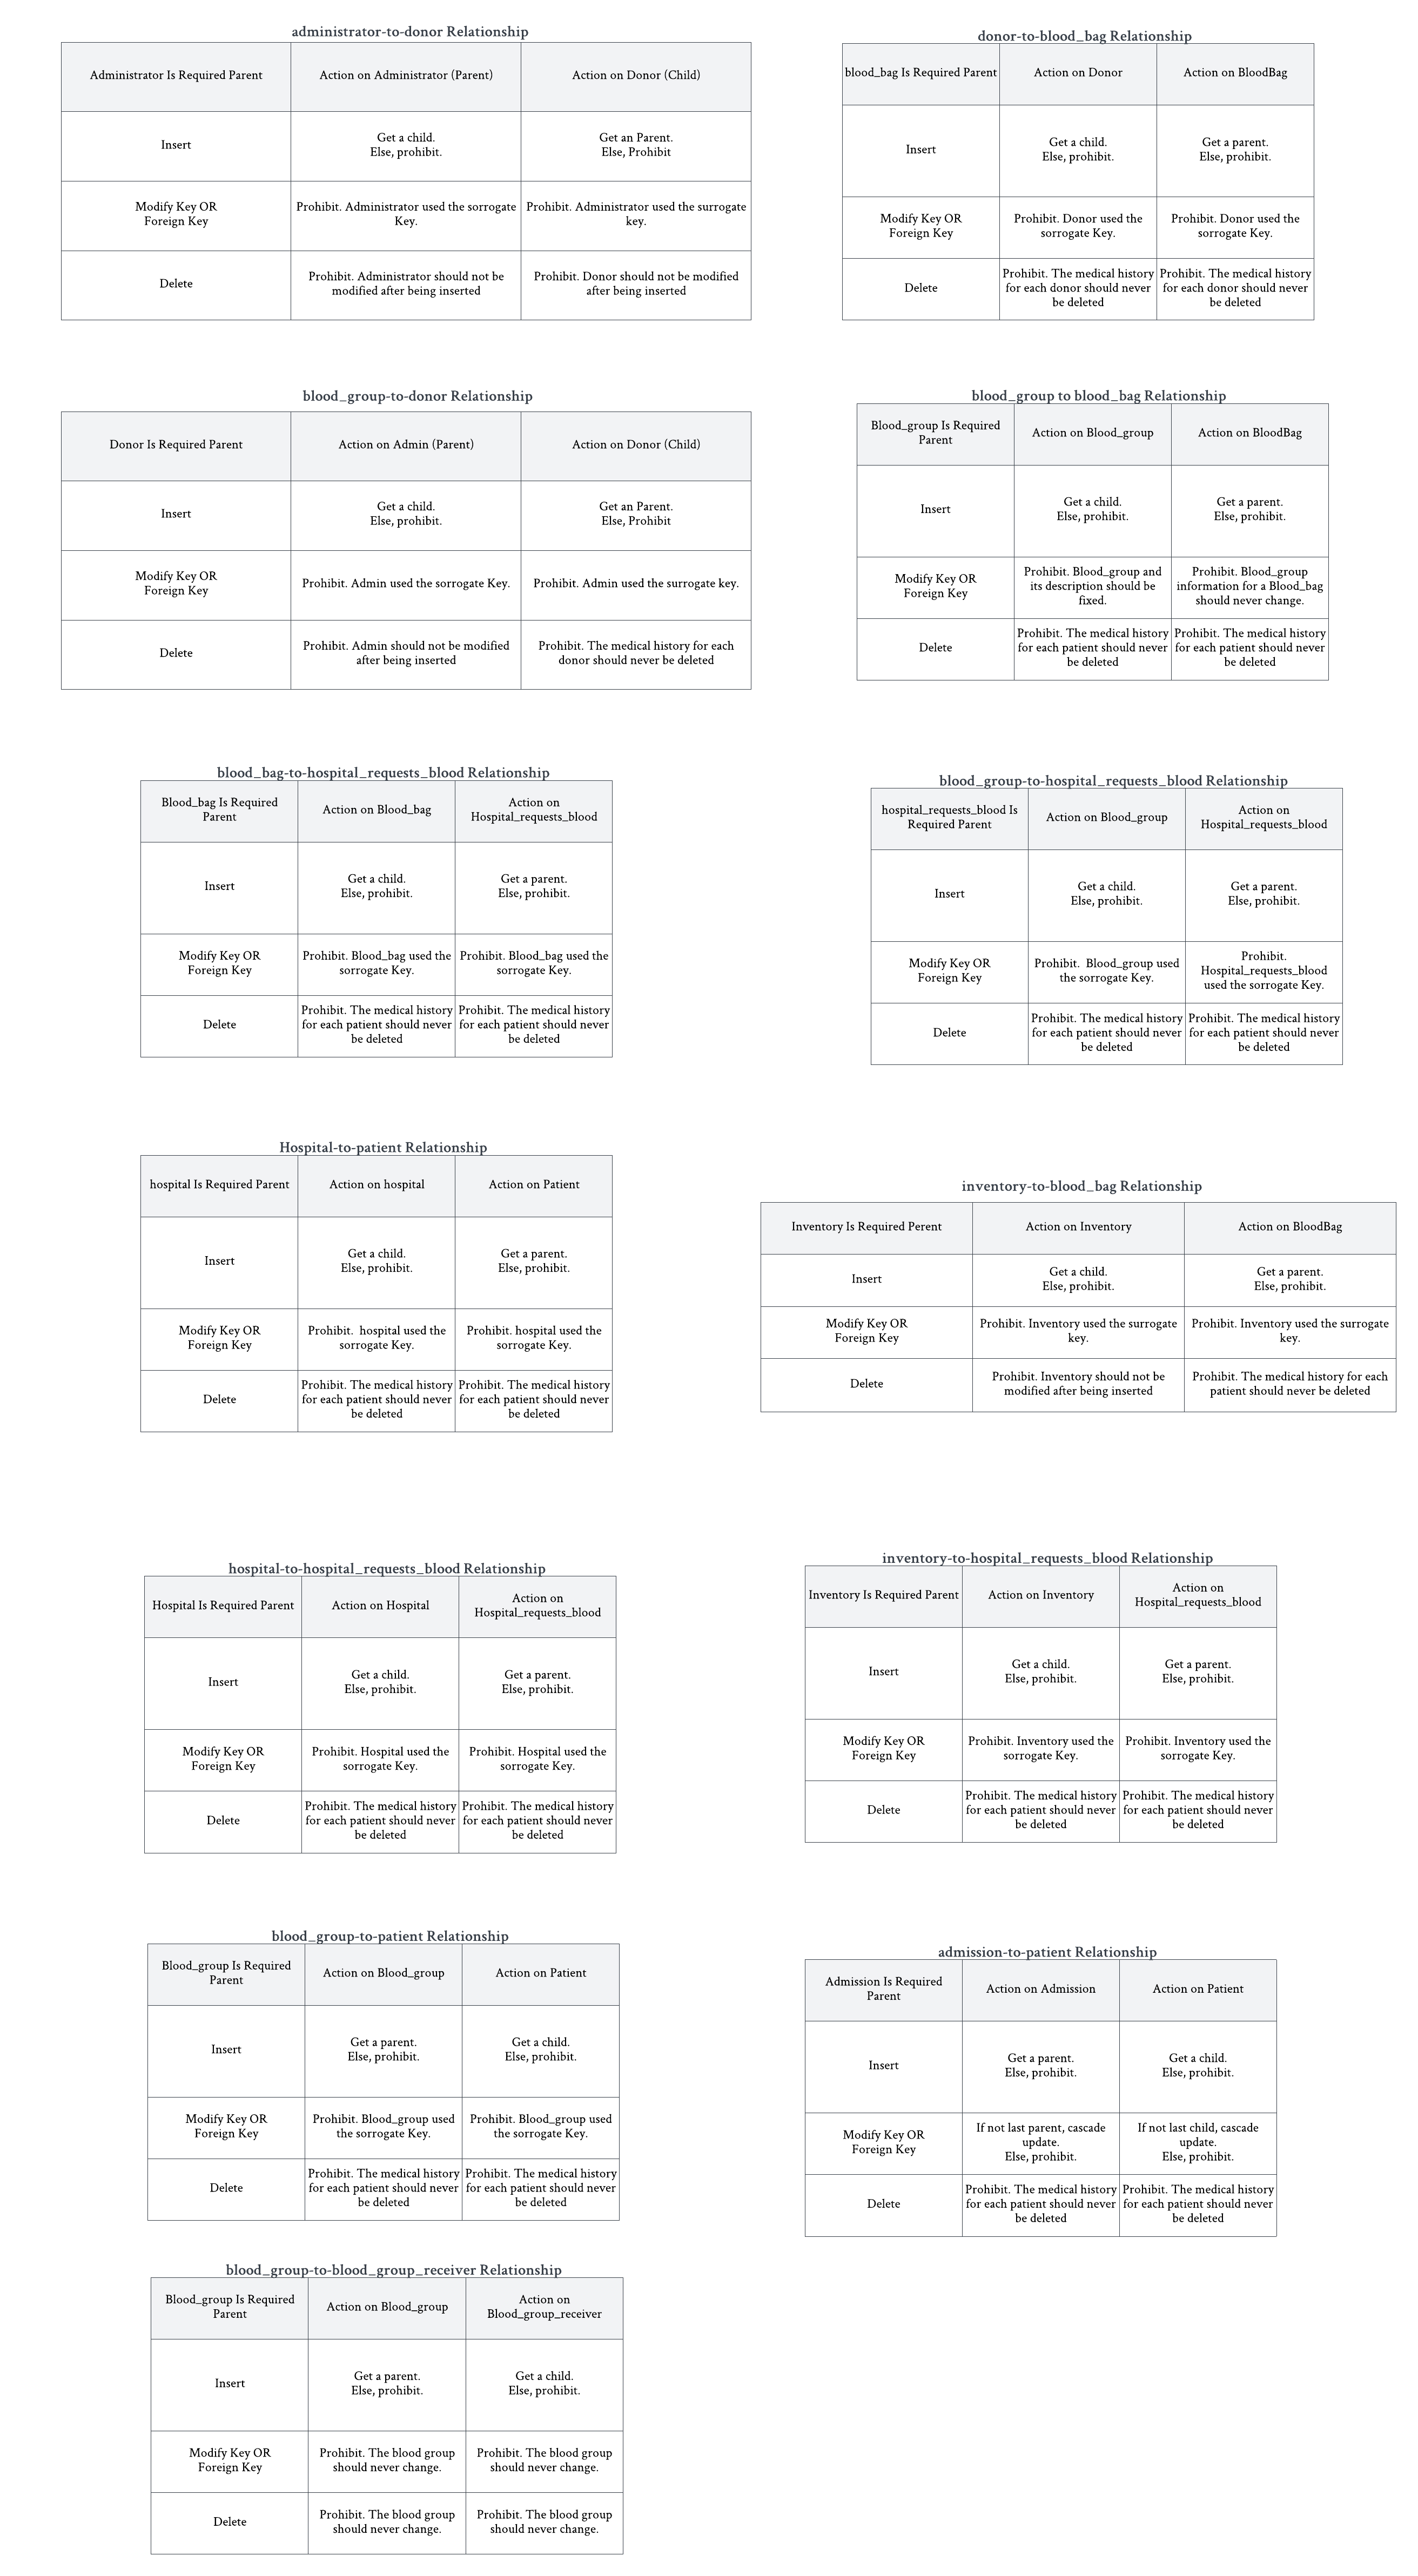 administrator-to-donor Relationship
Administrator Is Required Parent
Action on Administrator (Parent)
Action on Donor (Child)
Insert
Get a child.
Else, prohibit.
Get an Parent.
Else, Prohibit
Modify Key OR
Foreign Key
Prohibit. Administrator used the sorrogate
Key.
Prohibit. Administrator used the surrogate
key.
Delete
Prohibit. Administrator should not be
modified after being inserted
Prohibit. Donor should not be modified
after being inserted
donor-to-blood_bag Relationship
blood_bag Is Required Parent
Action on Donor
Action on BloodBag
Insert
Get a child.
Else, prohibit.
Get a parent.
Else, prohibit.
Modify Key OR
Foreign Key
Prohibit. Donor used the
sorrogate Key.
Prohibit. Donor used the
sorrogate Key.
Delete
Prohibit. The medical history
for each donor should never
be deleted
Prohibit. The medical history
for each donor should never
be deleted
blood_group-to-donor Relationship
Donor Is Required Parent
Action on Admin (Parent)
Action on Donor (Child)
Insert
Get a child.
Else, prohibit.
Get an Parent.
Else, Prohibit
Modify Key OR
Foreign Key
Prohibit. Admin used the sorrogate Key.
Prohibit. Admin used the surrogate key.
Delete
Prohibit. Admin should not be modified
after being inserted
Prohibit. The medical history for each
donor should never be deleted
blood_group to blood_bag Relationship
Blood_group Is Required
Parent
Action on Blood_group
Action on BloodBag
Insert
Get a child.
Else, prohibit.
Get a parent.
Else, prohibit.
Modify Key OR
Foreign Key
Prohibit. Blood_group and
its description should be
fixed.
Prohibit. Blood_group
information for a Blood_bag
should never change.
Delete
Prohibit. The medical history
for each patient should never
be deleted
Prohibit. The medical history
for each patient should never
be deleted
blood_bag-to-hospital_requests_blood Relationship
Blood_bag Is Required
Parent
Action on Blood_bag
Action on
Hospital_requests_blood
Insert
Get a child.
Else, prohibit.
Get a parent.
Else, prohibit.
Modify Key OR
Foreign Key
Prohibit. Blood_bag used the
sorrogate Key.
Prohibit. Blood_bag used the
sorrogate Key.
Delete
Prohibit. The medical history
for each patient should never
be deleted
Prohibit. The medical history
for each patient should never
be deleted
blood_group-to-hospital_requests_blood Relationship
hospital_requests_blood Is
Required Parent
Action on Blood_group
Action on
Hospital_requests_blood
Insert
Get a child.
Else, prohibit.
Get a parent.
Else, prohibit.
Modify Key OR
Foreign Key
Prohibit. Blood_group used
the sorrogate Key.
Prohibit.
Hospital_requests_blood
used the sorrogate Key.
Delete
Prohibit. The medical history
for each patient should never
be deleted
Prohibit. The medical history
for each patient should never
be deleted
Hospital-to-patient Relationship
hospital Is Required Parent
Action on hospital
Action on Patient
Insert
Get a child.
Else, prohibit.
Get a parent.
Else, prohibit.
Modify Key OR
Foreign Key
Prohibit. hospital used the
sorrogate Key.
Prohibit. hospital used the
sorrogate Key.
Delete
Prohibit. The medical history
for each patient should never
be deleted
Prohibit. The medical history
for each patient should never
be deleted
inventory-to-blood_bag Relationship
Inventory Is Required Perent
Action on Inventory
Action on BloodBag
Insert
Get a child.
Else, prohibit.
Get a parent.
Else, prohibit.
Modify Key OR
Foreign Key
Prohibit. Inventory used the surrogate
key.
Prohibit. Inventory used the surrogate
key.
Delete
Prohibit. Inventory should not be
modified after being inserted
Prohibit. The medical history for each
patient should never be deleted
hospital-to-hospital_requests_blood Relationship
Hospital Is Required Parent
Action on Hospital
Action on
Hospital_requests_blood
Insert
Get a child.
Else, prohibit.
Get a parent.
Else, prohibit.
Modify Key OR
Foreign Key
Prohibit. Hospital used the
sorrogate Key.
Prohibit. Hospital used the
sorrogate Key.
Delete
Prohibit. The medical history
for each patient should never
be deleted
Prohibit. The medical history
for each patient should never
be deleted
inventory-to-hospital_requests_blood Relationship
Inventory Is Required Parent
Action on Inventory
Action on
Hospital_requests_blood
Insert
Get a child.
Else, prohibit.
Get a parent.
Else, prohibit.
Modify Key OR
Foreign Key
Prohibit. Inventory used the
sorrogate Key.
Prohibit. Inventory used the
sorrogate Key.
Delete
Prohibit. The medical history
for each patient should never
be deleted
Prohibit. The medical history
for each patient should never
be deleted
blood_group-to-patient Relationship
Blood_group Is Required
Parent
Action on Blood_group
Action on Patient
Insert
Get a parent.
Else, prohibit.
Get a child.
Else, prohibit.
Modify Key OR
Foreign Key
Prohibit. Blood_group used
the sorrogate Key.
Prohibit. Blood_group used
the sorrogate Key.
Delete
Prohibit. The medical history
for each patient should never
be deleted
Prohibit. The medical history
for each patient should never
be deleted
admission-to-patient Relationship
Admission Is Required
Parent
Action on Admission
Action on Patient
Insert
Get a parent.
Else, prohibit.
Get a child.
Else, prohibit.
Modify Key OR
Foreign Key
If not last parent, cascade
update.
Else, prohibit.
If not last child, cascade
update.
Else, prohibit.
Delete
Prohibit. The medical history
for each patient should never
be deleted
Prohibit. The medical history
for each patient should never
be deleted
blood_group-to-blood_group_receiver Relationship
Blood_group Is Required
Parent
Action on Blood_group
Action on
Blood_group_receiver
Insert
Get a parent.
Else, prohibit.
Get a child.
Else, prohibit.
Modify Key OR
Foreign Key
Prohibit. The blood group
should never change.
Prohibit. The blood group
should never change.
Delete
Prohibit. The blood group
should never change.
Prohibit. The blood group
should never change.